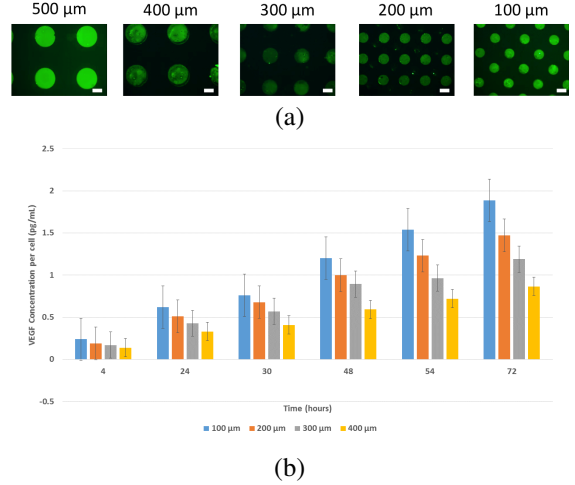 500 μm 400 μm 300 μm 200 μm 100 μm
(a)
2.5
2
1.5
1
0.5
0
-0.5
VEGF Concentration per cell (pg/mL)
4 24 30 48 54 72
Time (hours)
100 μm 200 μm 300 μm 400 μm
(b)